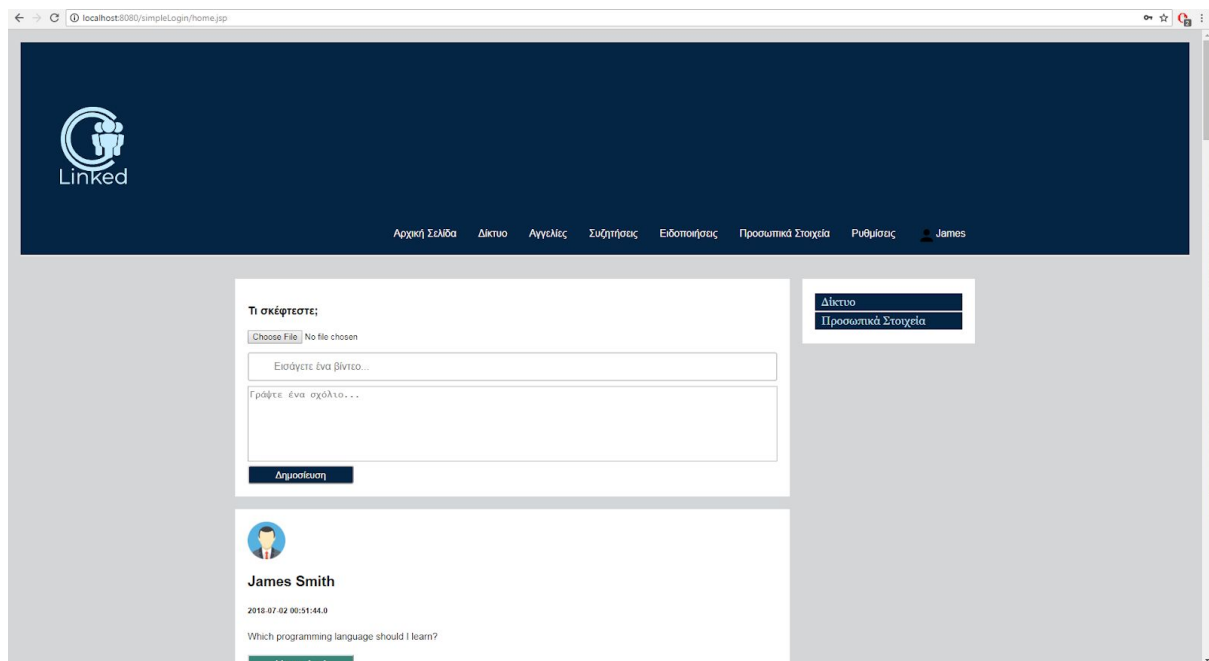 localhost:8080/simpleLogin/home.jsp
2
Linked
Αρχική Σελίδα Δίκτυο Αγγελίες Συζητήσεις Ειδοποιήσεις Προσωπικά Στοιχεία Ρυθμίσεις James
Τι σκέφτεστε;
Choose File No file chosen
Εισάγετε ένα βίντεο...
Γράψτε ένα σχόλιο...
Δημοσίευση
Δίκτυο
Προσωπικά Στοιχεία
James Smith
2018-07-02 00:51:44.0
Which programming language should I learn?